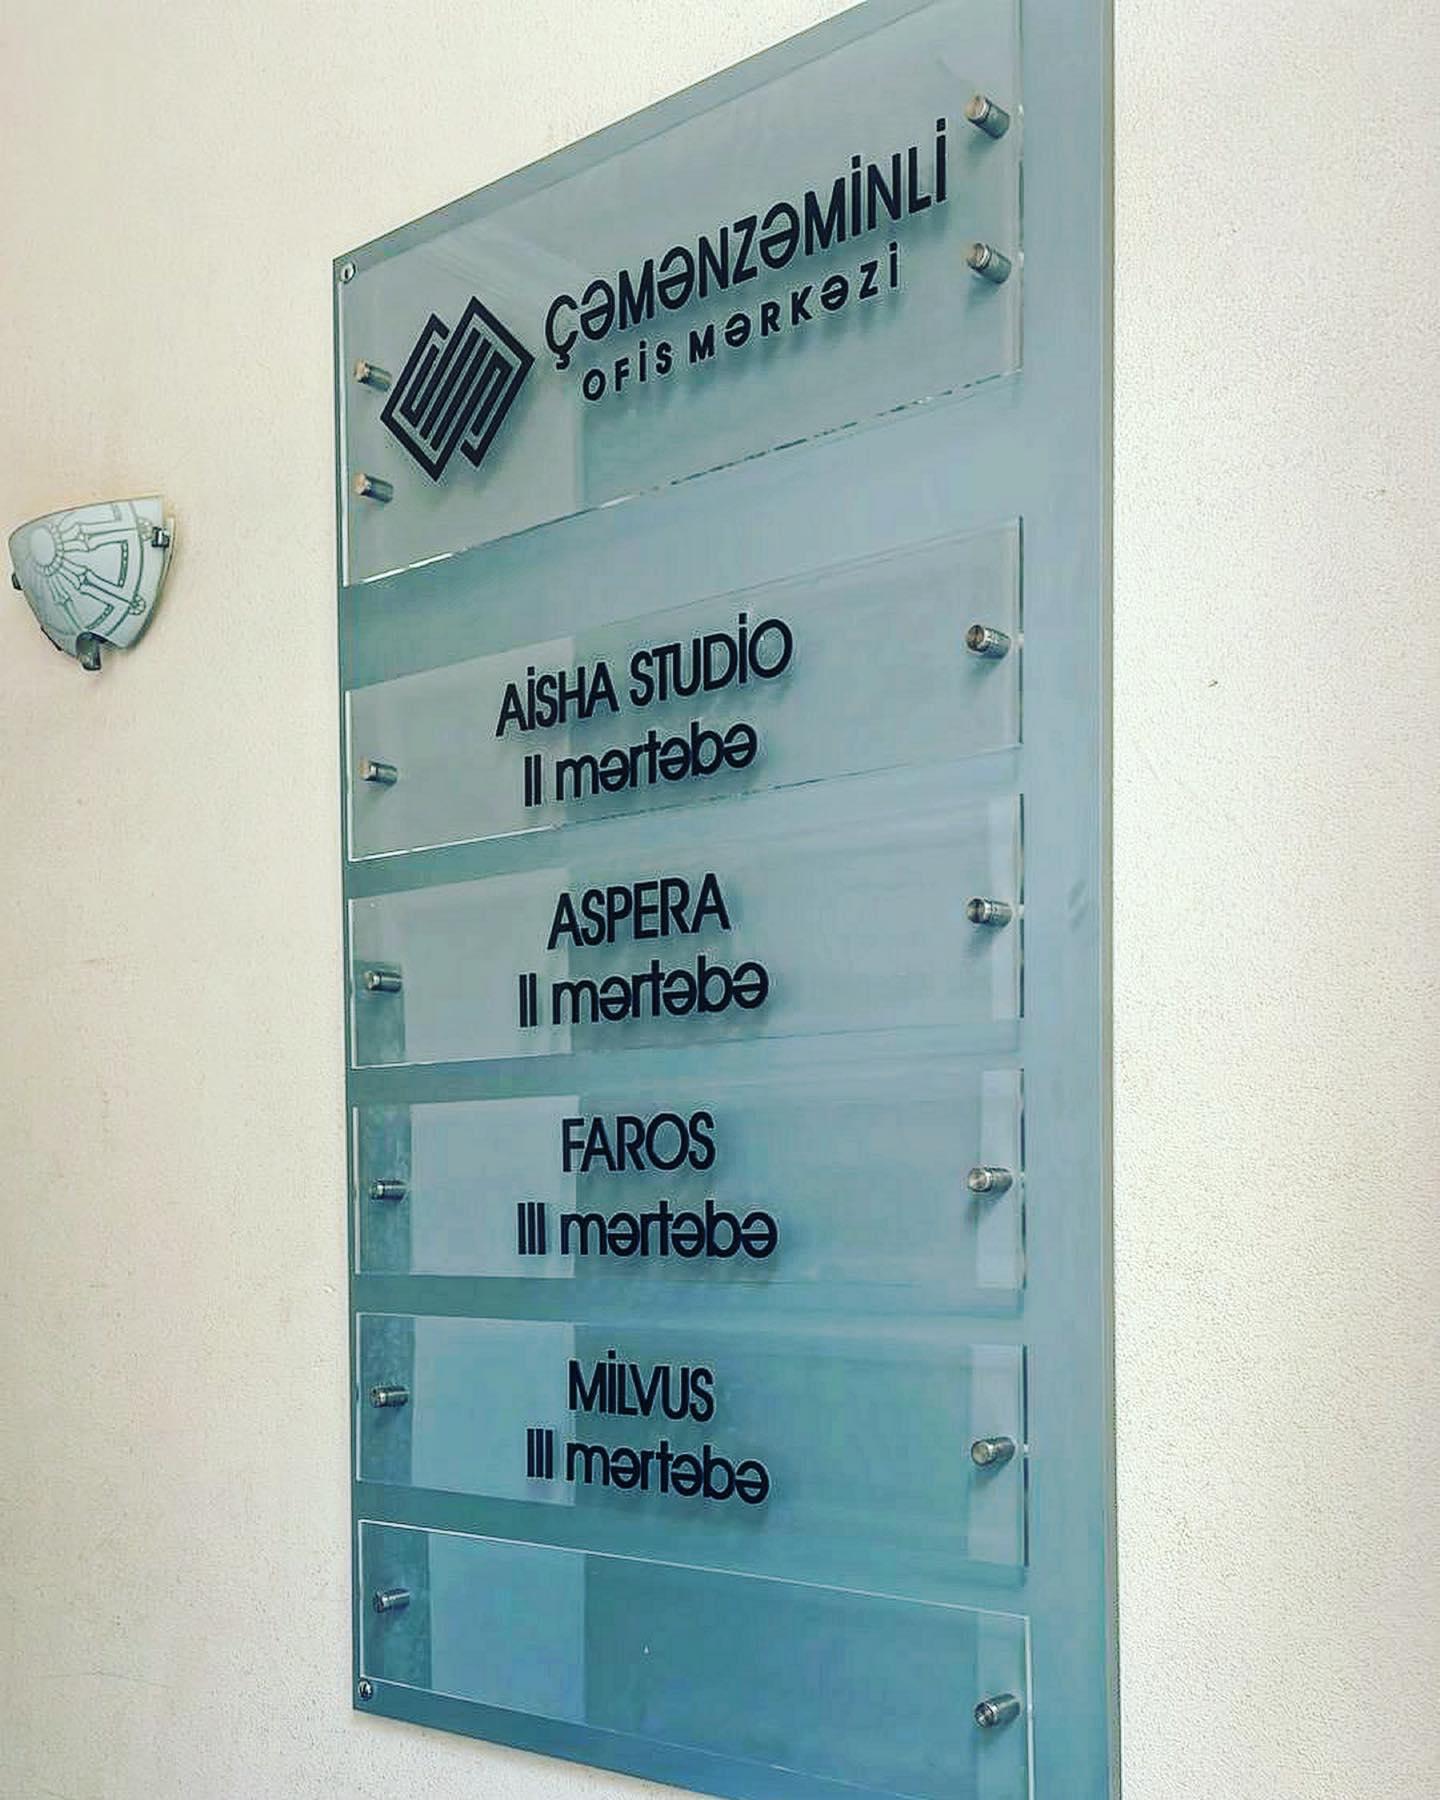 ÇƏMƏNZƏMİNLİ
OFİS MƏRKƏZİ
AİSHA STUDİO
II mərtəbə
ASPERA
II mərtəbə
FAROS
III mərtəbə
MİLVUS
III mərtəbə